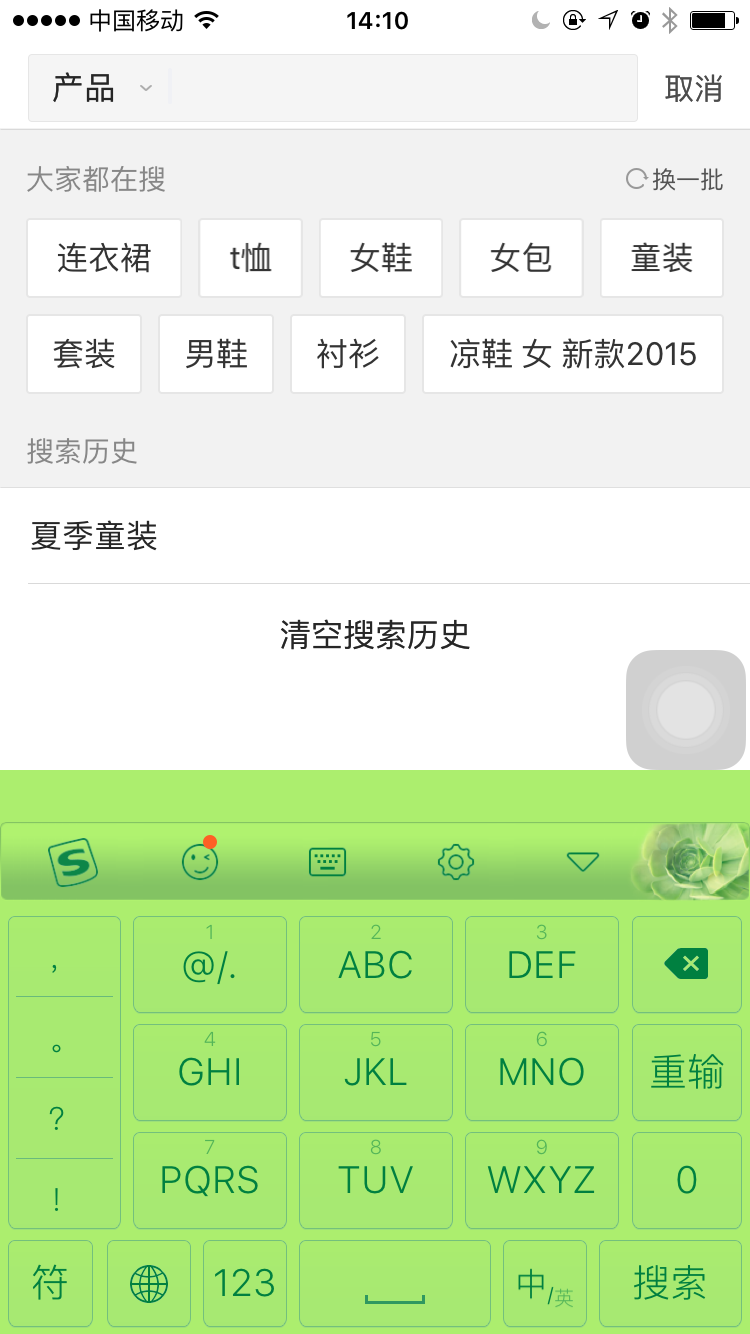 中国移动 14:10
产品 取消
大家都在搜 换一批
连衣裙 t恤 女鞋 女包 童装
套装 男鞋 衬衫 凉鞋 女 新款2015
搜索历史
夏季童装
清空搜索历史
S
， 1 2 3
@/. ABC DEF
。 4 5 6
GHI JKL MNO 重输
? 7 8 9
! PQRS TUV WXYZ 0
符 123 中/英 搜索